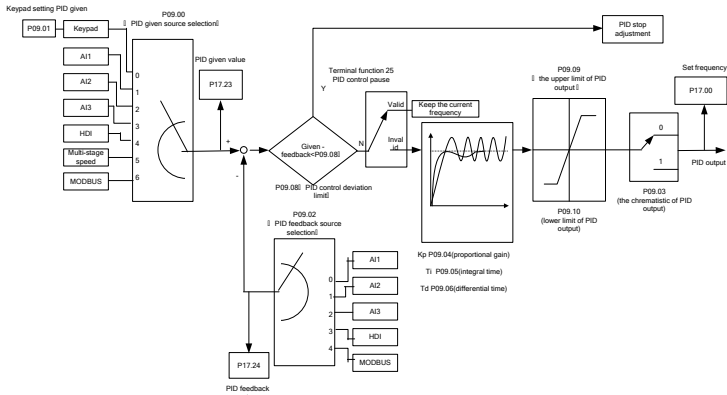 Keypad setting PID given
P09.01
Keypad
AI1
AI2
AI3
HDI
Multi-stage
speed
MODBUS
P09.00
PID given source selection
0
1
2
3
4
5
6
PID given value
P17.23
+
-
Given -
feedback<P09.08
P09.08 PID control deviation
limit
Y
N
Terminal function 25
PID control pause
Valid
Inval
id
Keep the current
frequency
PID stop
adjustment
Kp P09.04(proportional gain)
Ti P09.05(integral time)
Td P09.06(differential time)
P09.09
the upper limit of PID
output
P09.10
(lower limit of PID
output)
0
1
P09.03
(the chrematistic of PID
output)
Set frequency
P17.00
PID output
P09.02
PID feedback source
selection
0
1
2
3
4
AI1
AI2
AI3
HDI
MODBUS
P17.24
PID feedback